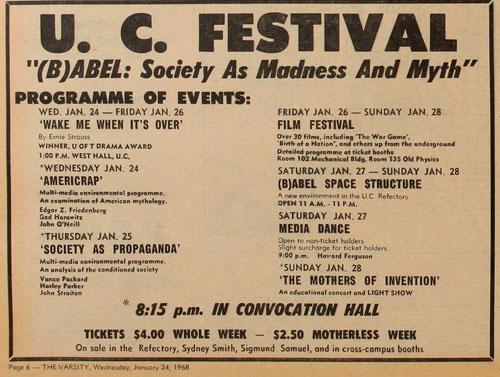 U. C. FESTIVAL
"(B)ABEL: Society As Madness And Myth"
PROGRAMME OF EVENTS:
WED. JAN. 24 — FRIDAY JAN. 26
'WAKE ME WHEN IT'S OVER'
By Ernie Strauss
WINNER, U OF T DRAMA AWARD
1:00 P.M. WEST HALL, U.C.
*WEDNESDAY JAN. 24
'AMERICRAP'
Multi-media environmental programme.
An examination of American mythology.
Edgar Z. Friedenberg
Gad Horowitz
John O'Neill
*THURSDAY JAN. 25
'SOCIETY AS PROPAGANDA'
Multi-media environmental programme.
An analysis of the conditioned society
Vance Packard
Harley Parker
John Straiton
FRIDAY JAN. 26 — SUNDAY JAN. 28
FILM FESTIVAL
Over 30 films, including 'The War Game',
'Birth of a Nation', and others up from the underground
Detailed programme at ticket booths
Room 102 Mechanical Bldg, Room 135 Old Physics
SATURDAY JAN. 27 — SUNDAY JAN. 28
(B)ABEL SPACE STRUCTURE
A new environment in the U.C. Refectory
OPEN 11 A.M. - 11 P.M.
SATURDAY JAN. 27
MEDIA DANCE
Open to non-ticket holders
Slight surcharge for ticket holders.
9:00 p.m. Howard Ferguson
*SUNDAY JAN. 28
'THE MOTHERS OF INVENTION'
An educational concert and LIGHT SHOW
* 8:15 p.m. IN CONVOCATION HALL
TICKETS $4.00 WHOLE WEEK — $2.50 MOTHERLESS WEEK
On sale in the Refectory, Sydney Smith, Sigmund Samuel, and in cross-campus booths
Page 6 — THE VARSITY, Wednesday, January 24, 1968